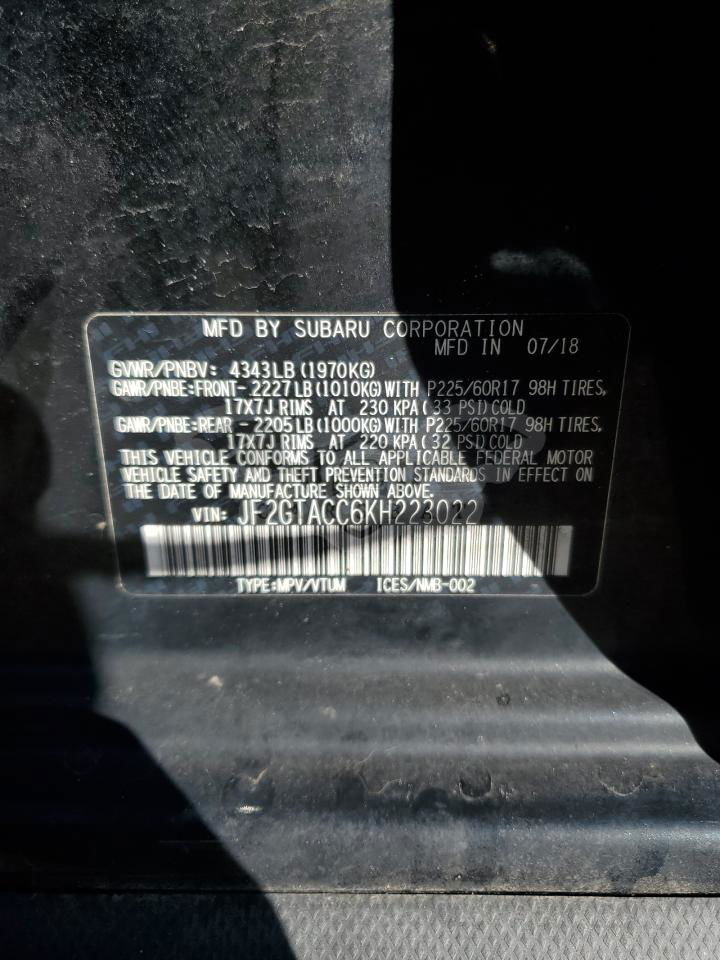 MFD BY SUBARU CORPORATION
MFD IN 07/18
GVWR/PNBV: 4343LB (1970KG)
GAWR/PNBE:FRONT- 2227LB (1010KG) WITH P225/60R17 98H TIRES,
17X7J RIMS AT 230 KPA (33 PSI) COLD
GAWR/PNBE:REAR - 2205LB (1000KG) WITH P225/60R17 98H TIRES,
17X7J RIMS AT 220 KPA (32 PSI) COLD
THIS VEHICLE CONFORMS TO ALL APPLICABLE FEDERAL MOTOR
VEHICLE SAFETY AND THEFT PREVENTION STANDARDS IN EFFECT ON
THE DATE OF MANUFACTURE SHOWN ABOVE.
VIN: JF2GTACC6KH223022
TYPE:MPV/VTUM ICES/NMB-002